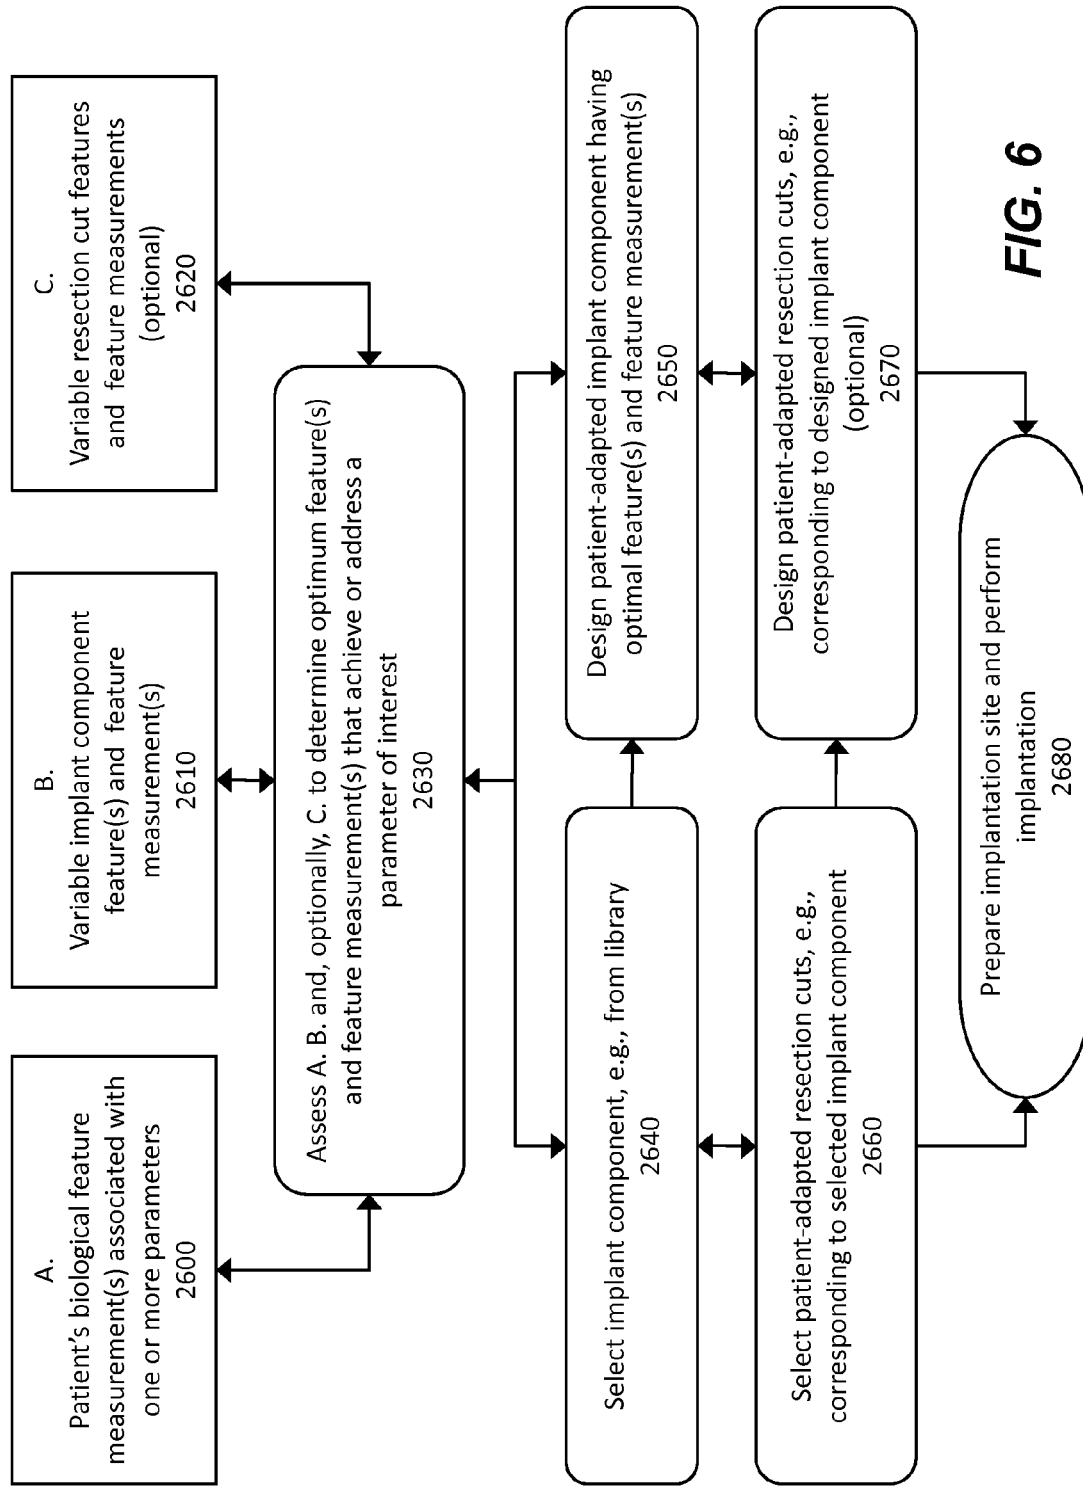 A.
Patient's biological feature
measurement(s) associated with
one or more parameters
2600
B.
Variable implant component
feature(s) and feature
measurement(s)
2610
C.
Variable resection cut features
and feature measurements
(optional)
2620
Assess A. B. and, optionally, C. to determine optimum feature(s)
and feature measurement(s) that achieve or address a
parameter of interest
2630
Select implant component, e.g., from library
2640
Design patient-adapted implant component having
optimal feature(s) and feature measurement(s)
2650
Select patient-adapted resection cuts, e.g.,
corresponding to selected implant component
2660
Design patient-adapted resection cuts, e.g.,
corresponding to designed implant component
(optional)
2670
Prepare implantation site and perform
implantation
2680
FIG. 6